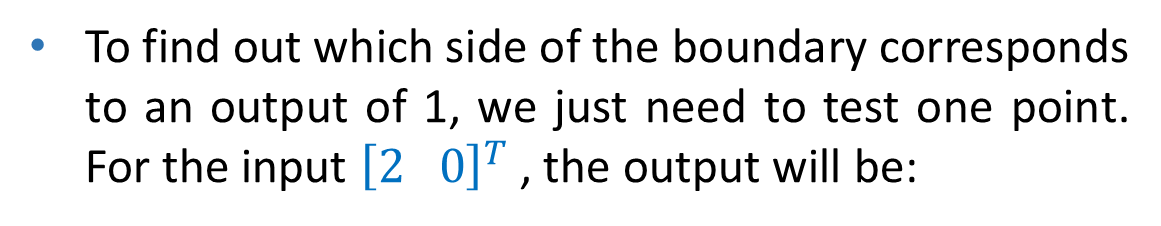 • To find out which side of the boundary corresponds
to an output of 1, we just need to test one point.
For the input [2 0]ᵀ , the output will be: